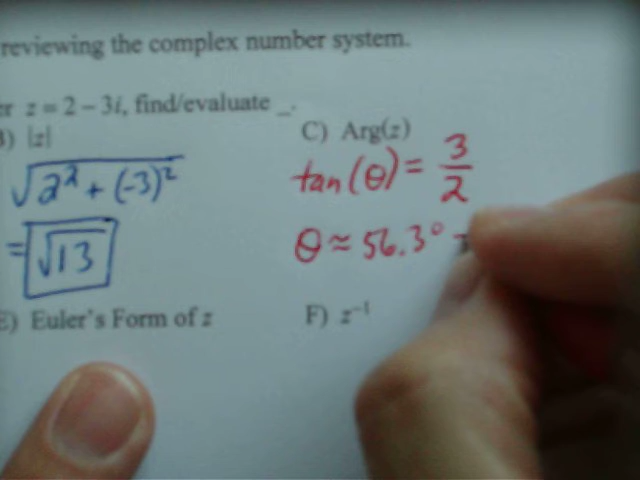 reviewing the complex number system.
z = 2 − 3i, find/evaluate _.
|z|
C) Arg(z)
√2² + (-3)²
tan(θ) = 3/2
= √13
θ ≈ 56.3°
E) Euler's Form of z
F) z⁻¹